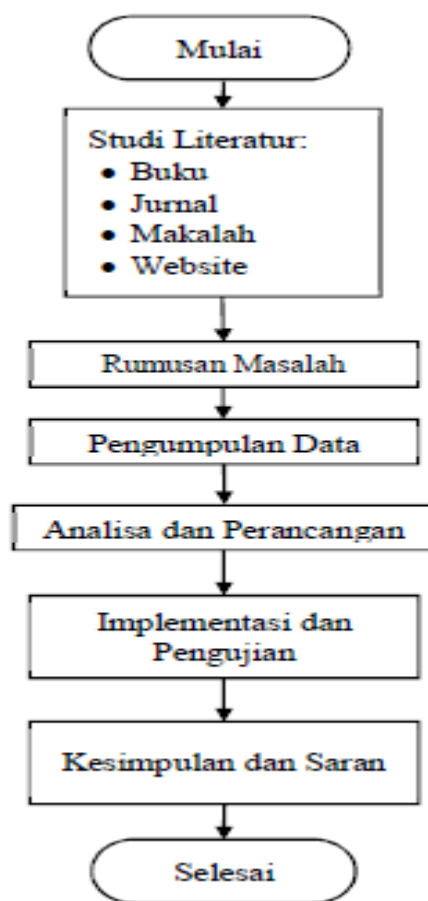 Mulai
Studi Literatur:
• Buku
• Jurnal
• Makalah
• Website
Rumusan Masalah
Pengumpulan Data
Analisa dan Perancangan
Implementasi dan
Pengujian
Kesimpulan dan Saran
Selesai